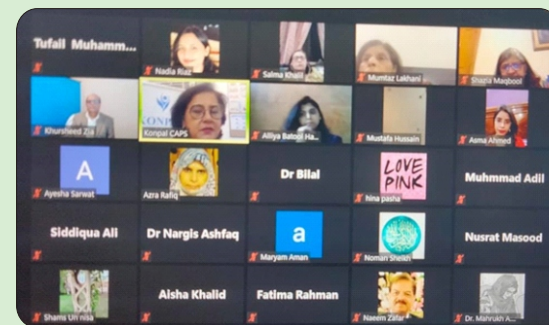 Tufail Muhamm...
Nadia Riaz
Salma Khalil
Mumtaz Lakhani
Shazia Maqbool
Khursheed Zia
Konpal CAPS
Alliya Batool Ha...
Mustafa Hussain
Asma Ahmed
A
Ayesha Sarwat
Azra Rafiq
Dr Bilal
LOVE
PINK
hina pasha
Muhmmad Adil
Siddiqua Ali
Dr Nargis Ashfaq
a
Maryam Aman
Noman Sheikh
Nusrat Masood
Shams Un nisa
Aisha Khalid
Fatima Rahman
Naeem Zafar
Dr. Mahrukh A...